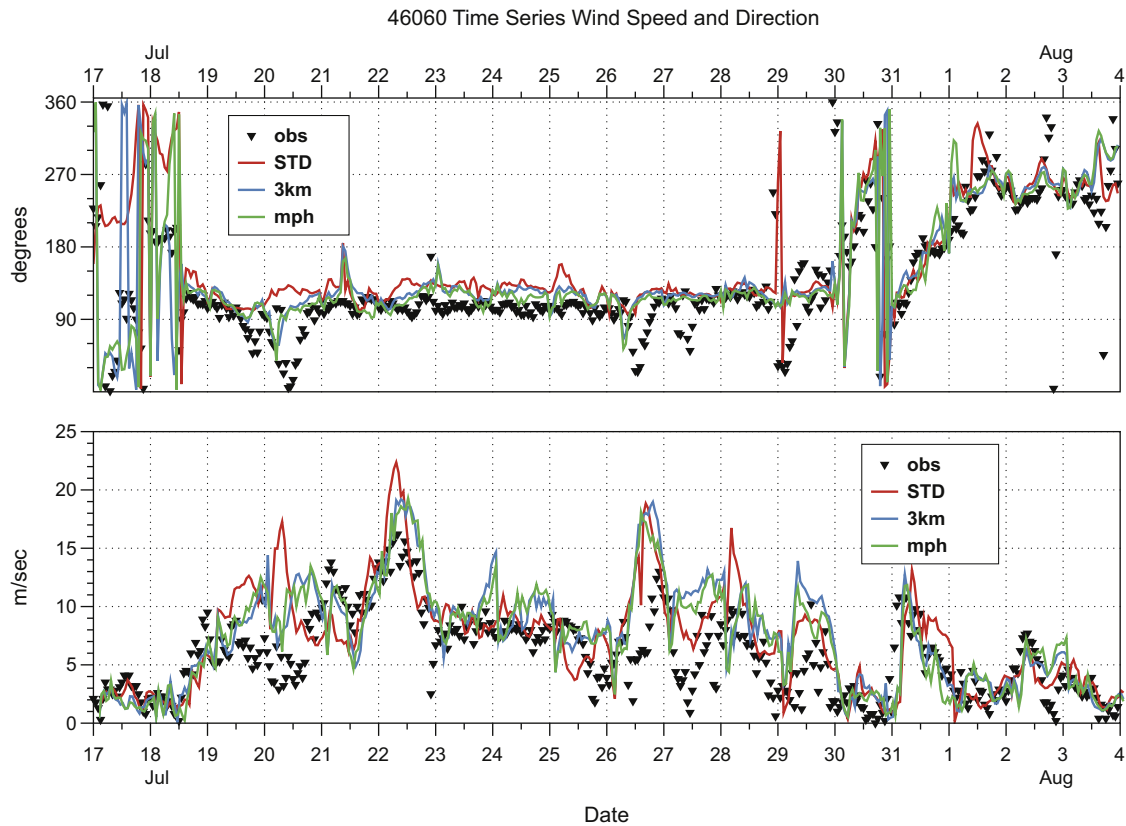 46060 Time Series Wind Speed and Direction
Jul Aug
17 18 19 20 21 22 23 24 25 26 27 28 29 30 31 1 2 3 4
360
270
180
90
degrees
obs
STD
3km
mph
25
20
15
10
5
0
m/sec
obs
STD
3km
mph
17 18 19 20 21 22 23 24 25 26 27 28 29 30 31 1 2 3 4
Jul Aug
Date